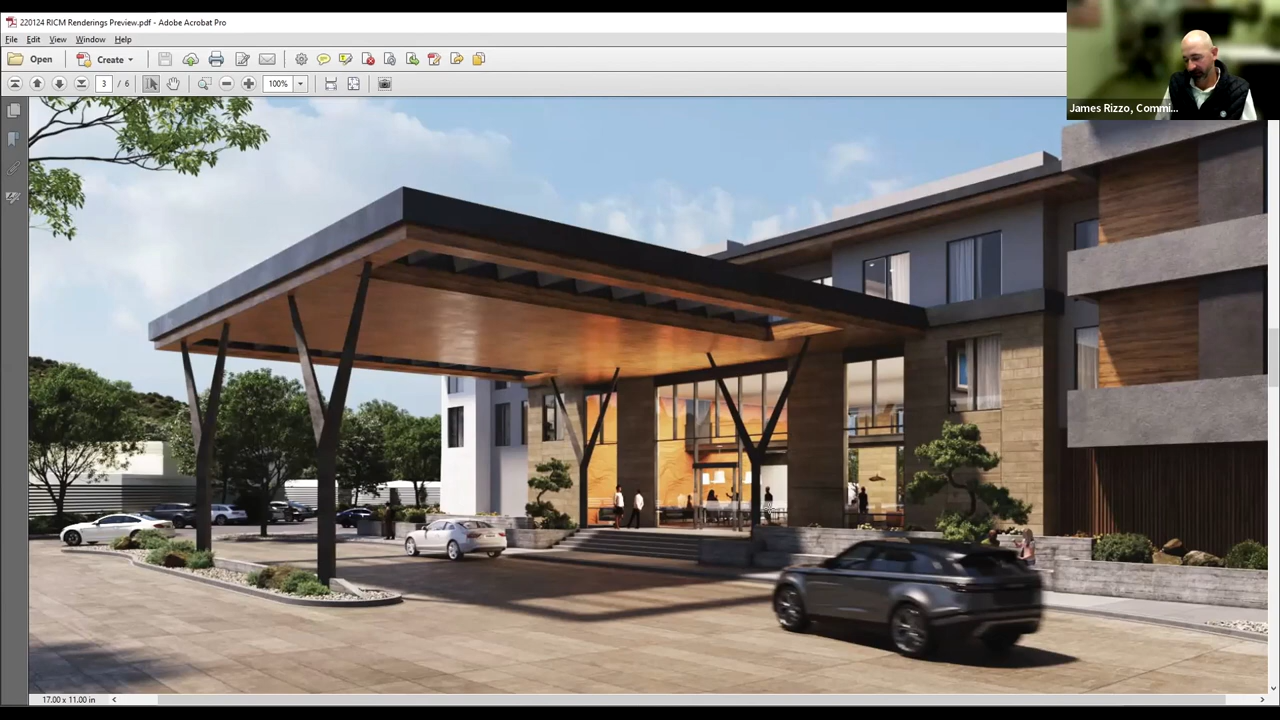 220124 RICM Renderings Preview.pdf - Adobe Acrobat Pro
File Edit View Window Help
Open Create
3 / 6 100%
James Rizzo, Commi...
17.00 x 11.00 in